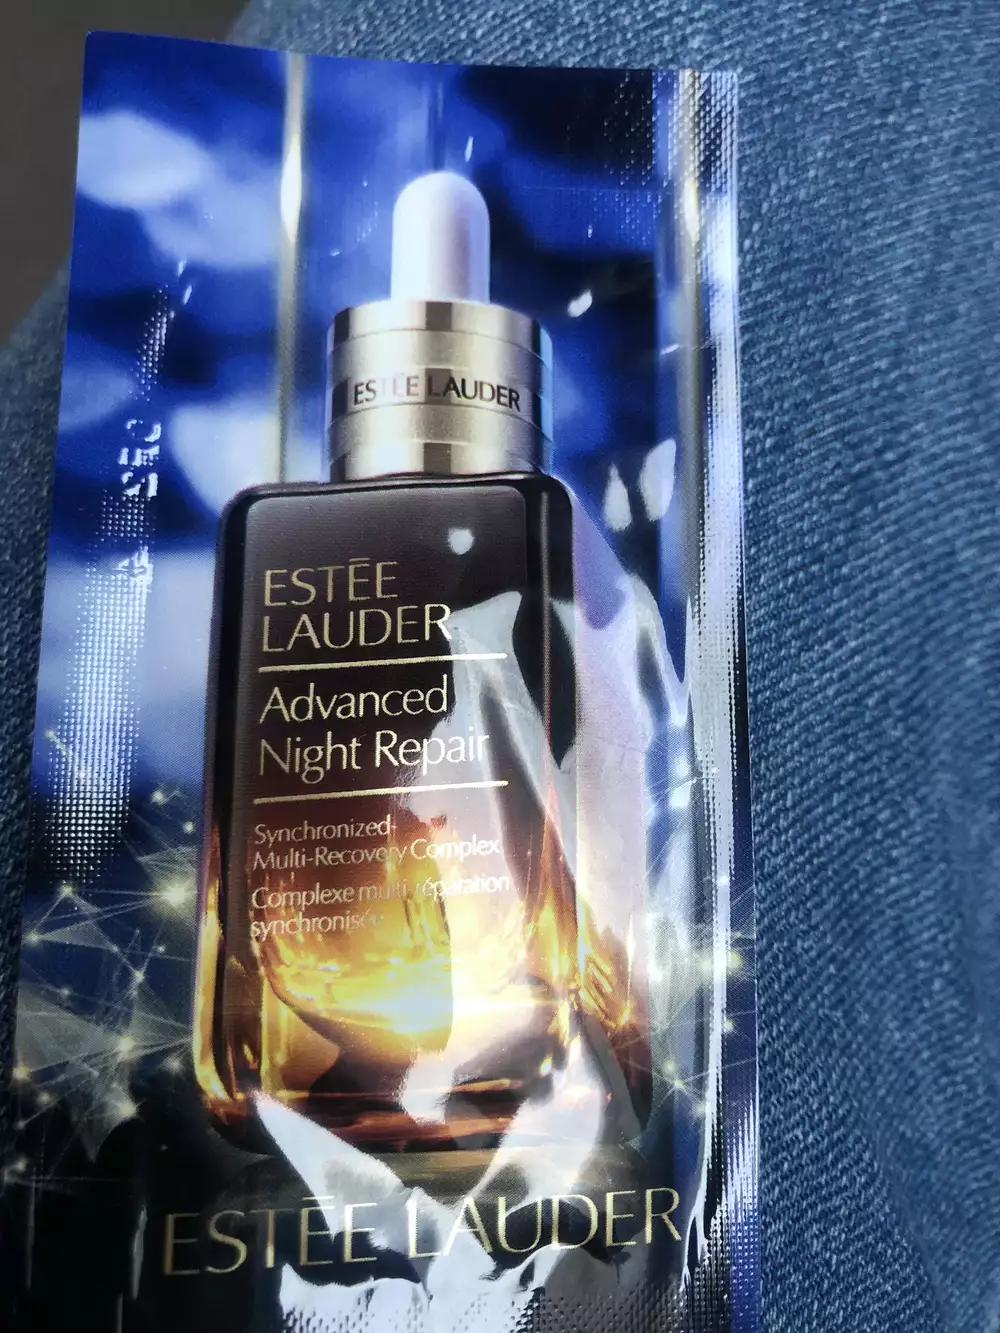 ESTĒE LAUDER
ESTĒE
LAUDER
Advanced
Night Repair
Synchronized
Multi-Recovery Complex
Complexe multi-réparation
synchronisée
ESTĒE LAUDER